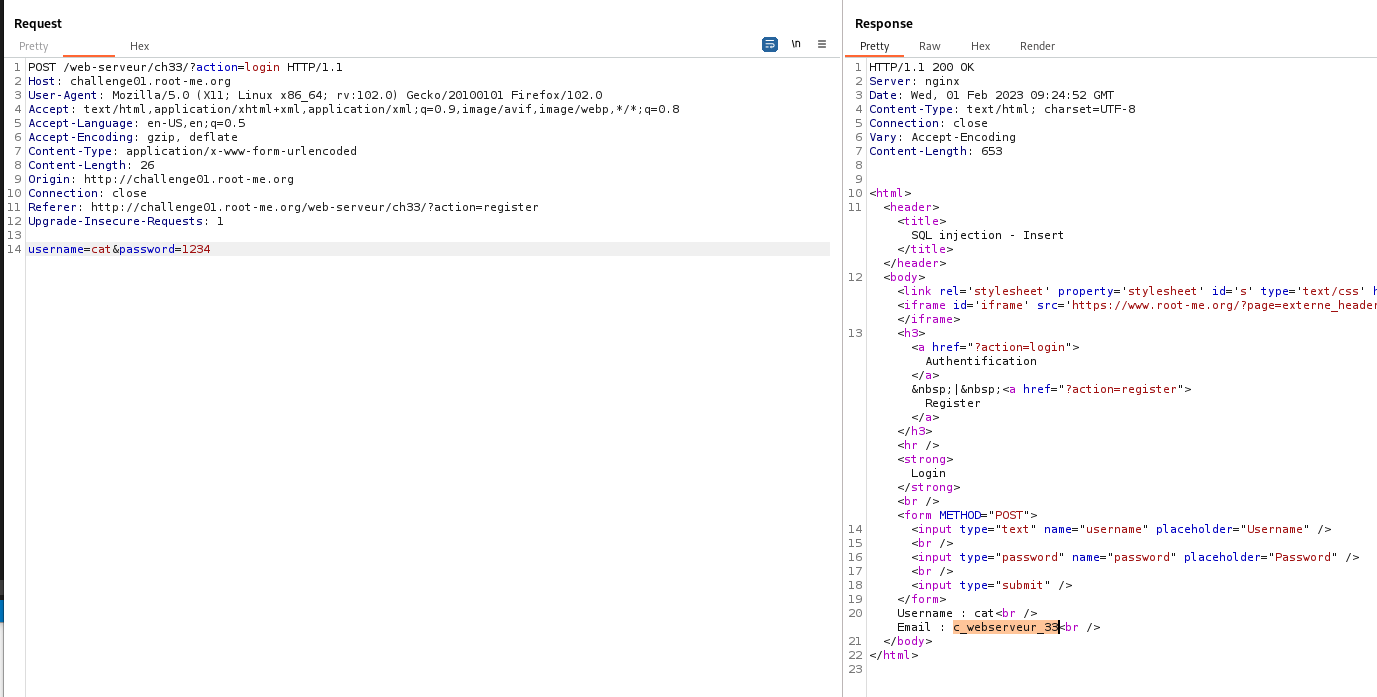 Request
Pretty Hex \n
1 POST /web-serveur/ch33/?action=login HTTP/1.1
2 Host: challenge01.root-me.org
3 User-Agent: Mozilla/5.0 (X11; Linux x86_64; rv:102.0) Gecko/20100101 Firefox/102.0
4 Accept: text/html,application/xhtml+xml,application/xml;q=0.9,image/avif,image/webp,*/*;q=0.8
5 Accept-Language: en-US,en;q=0.5
6 Accept-Encoding: gzip, deflate
7 Content-Type: application/x-www-form-urlencoded
8 Content-Length: 26
9 Origin: http://challenge01.root-me.org
10 Connection: close
11 Referer: http://challenge01.root-me.org/web-serveur/ch33/?action=register
12 Upgrade-Insecure-Requests: 1
13
14 username=cat&password=1234
Response
Pretty Raw Hex Render
1 HTTP/1.1 200 OK
2 Server: nginx
3 Date: Wed, 01 Feb 2023 09:24:52 GMT
4 Content-Type: text/html; charset=UTF-8
5 Connection: close
6 Vary: Accept-Encoding
7 Content-Length: 653
8
9
10 <html>
11 <header>
<title>
SQL injection - Insert
</title>
</header>
12 <body>
<link rel='stylesheet' property='stylesheet' id='s' type='text/css' h
<iframe id='iframe' src='https://www.root-me.org/?page=externe_header
</iframe>
13 <h3>
<a href="?action=login">
Authentification
</a>
&nbsp;|&nbsp;<a href="?action=register">
Register
</a>
</h3>
<hr />
<strong>
Login
</strong>
<br />
<form METHOD="POST">
14 <input type="text" name="username" placeholder="Username" />
15 <br />
16 <input type="password" name="password" placeholder="Password" />
17 <br />
18 <input type="submit" />
19 </form>
20 Username : cat<br />
Email : c_webserveur_33<br />
21 </body>
22 </html>
23